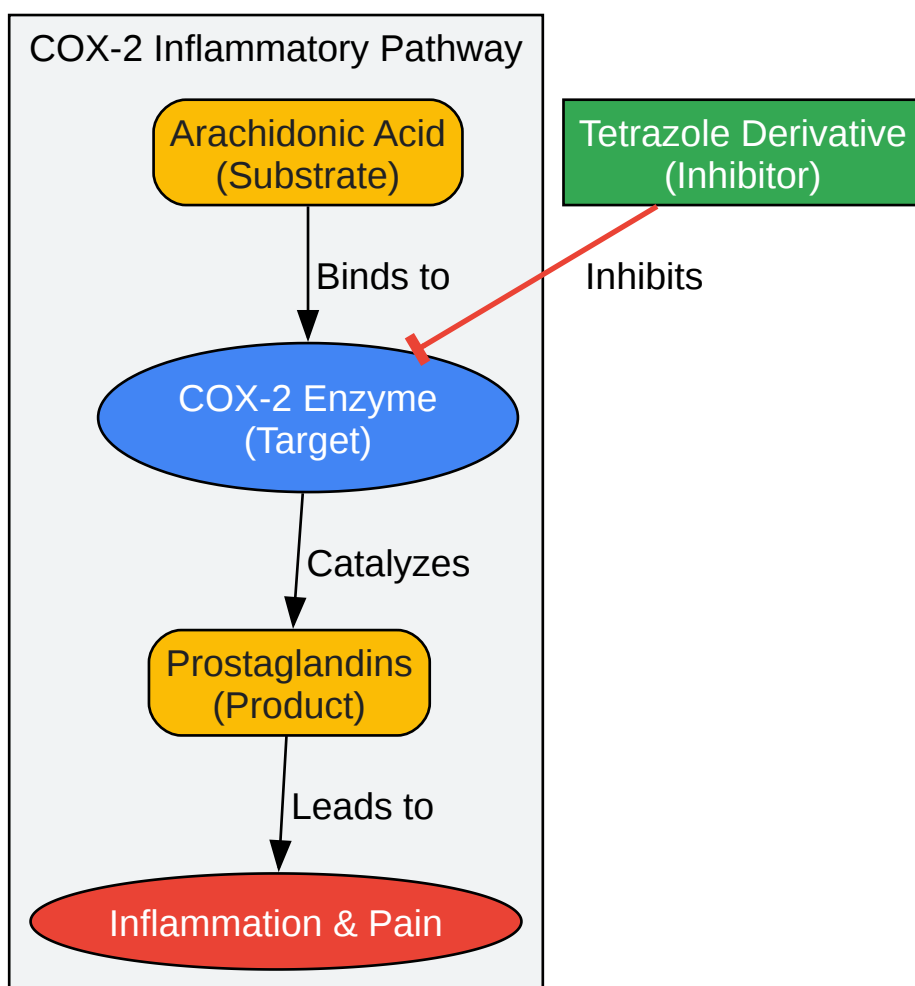 COX-2 Inflammatory Pathway
Arachidonic Acid
(Substrate)
Tetrazole Derivative
(Inhibitor)
Binds to
Inhibits
COX-2 Enzyme
(Target)
Catalyzes
Prostaglandins
(Product)
Leads to
Inflammation & Pain